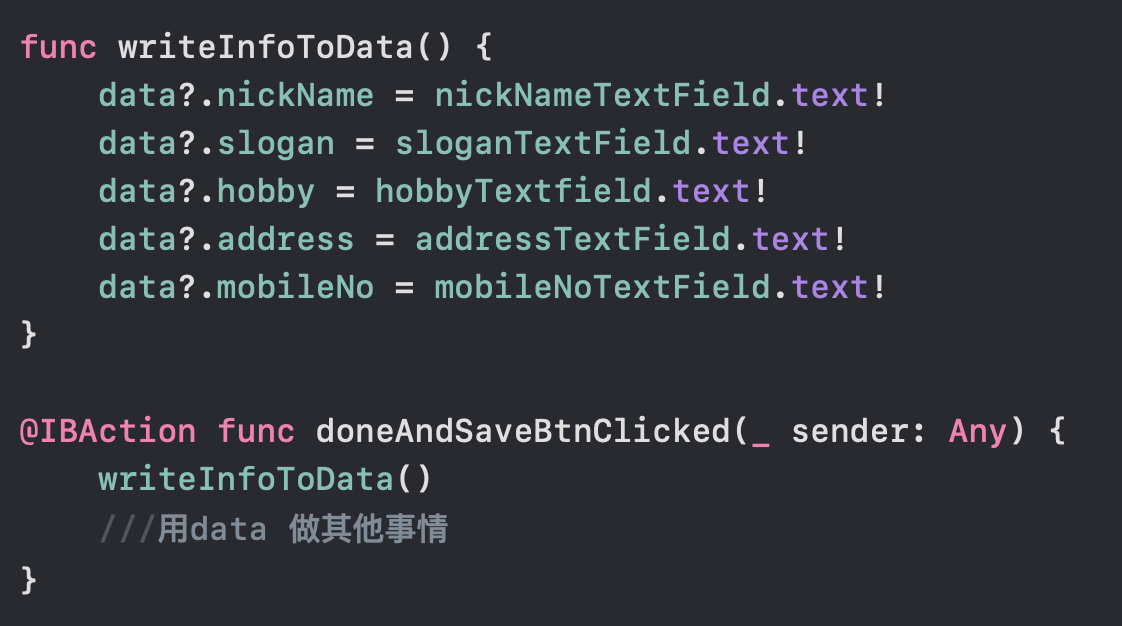 func writeInfoToData() {
    data?.nickName = nickNameTextField.text!
    data?.slogan = sloganTextField.text!
    data?.hobby = hobbyTextfield.text!
    data?.address = addressTextField.text!
    data?.mobileNo = mobileNoTextField.text!
}

@IBAction func doneAndSaveBtnClicked(_ sender: Any) {
    writeInfoToData()
    ///用data 做其他事情
}